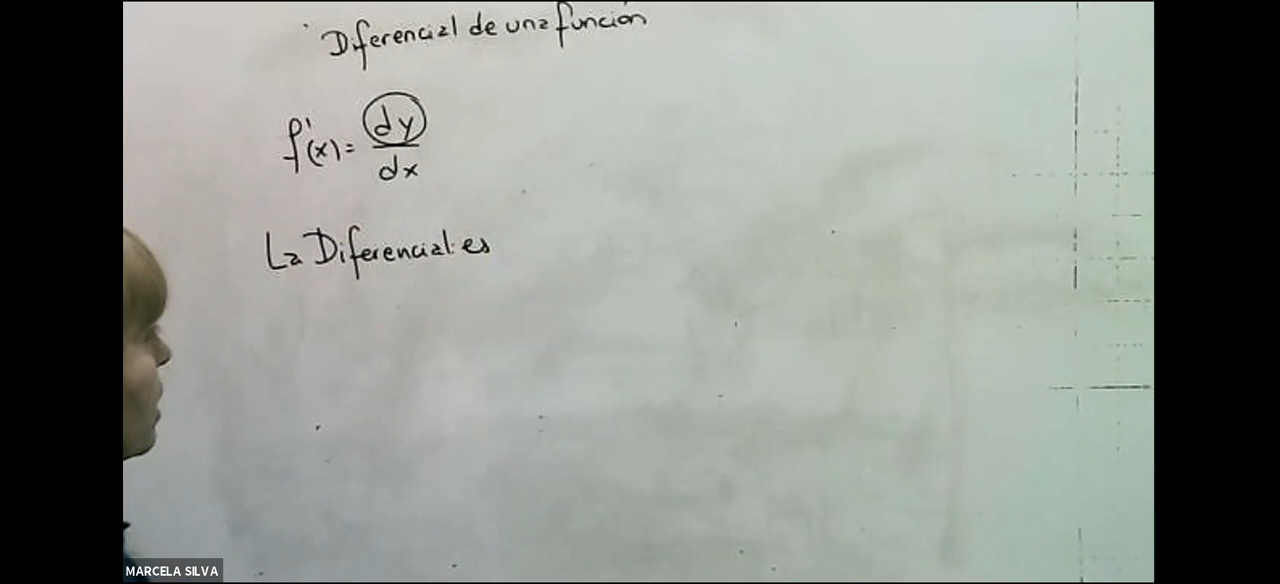 Diferencial de una función
f'(x) = dy
dx
La Diferencial es
MARCELA SILVA